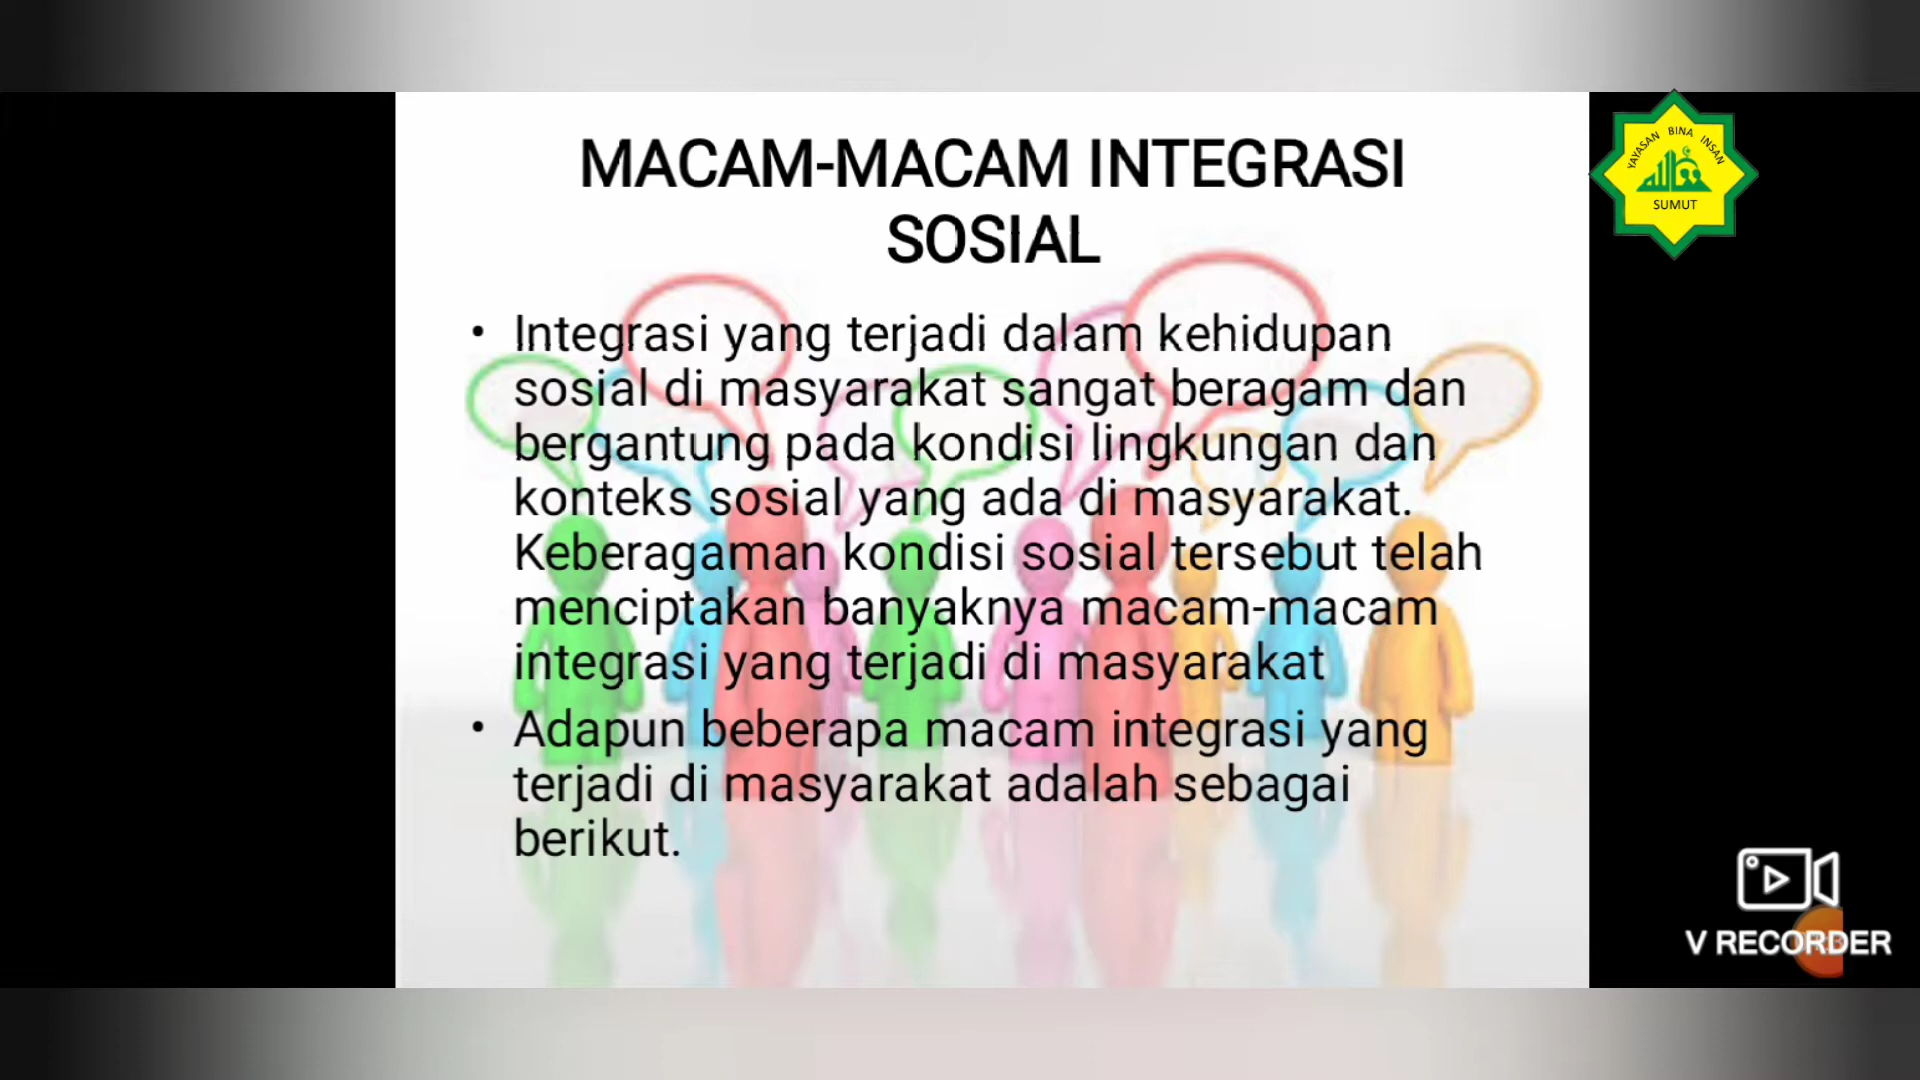 MACAM-MACAM INTEGRASI
SOSIAL
• Integrasi yang terjadi dalam kehidupan
sosial di masyarakat sangat beragam dan
bergantung pada kondisi lingkungan dan
konteks sosial yang ada di masyarakat.
Keberagaman kondisi sosial tersebut telah
menciptakan banyaknya macam-macam
integrasi yang terjadi di masyarakat
• Adapun beberapa macam integrasi yang
terjadi di masyarakat adalah sebagai
berikut.
YAYASAN BINA INSAN
SUMUT
V RECORDER